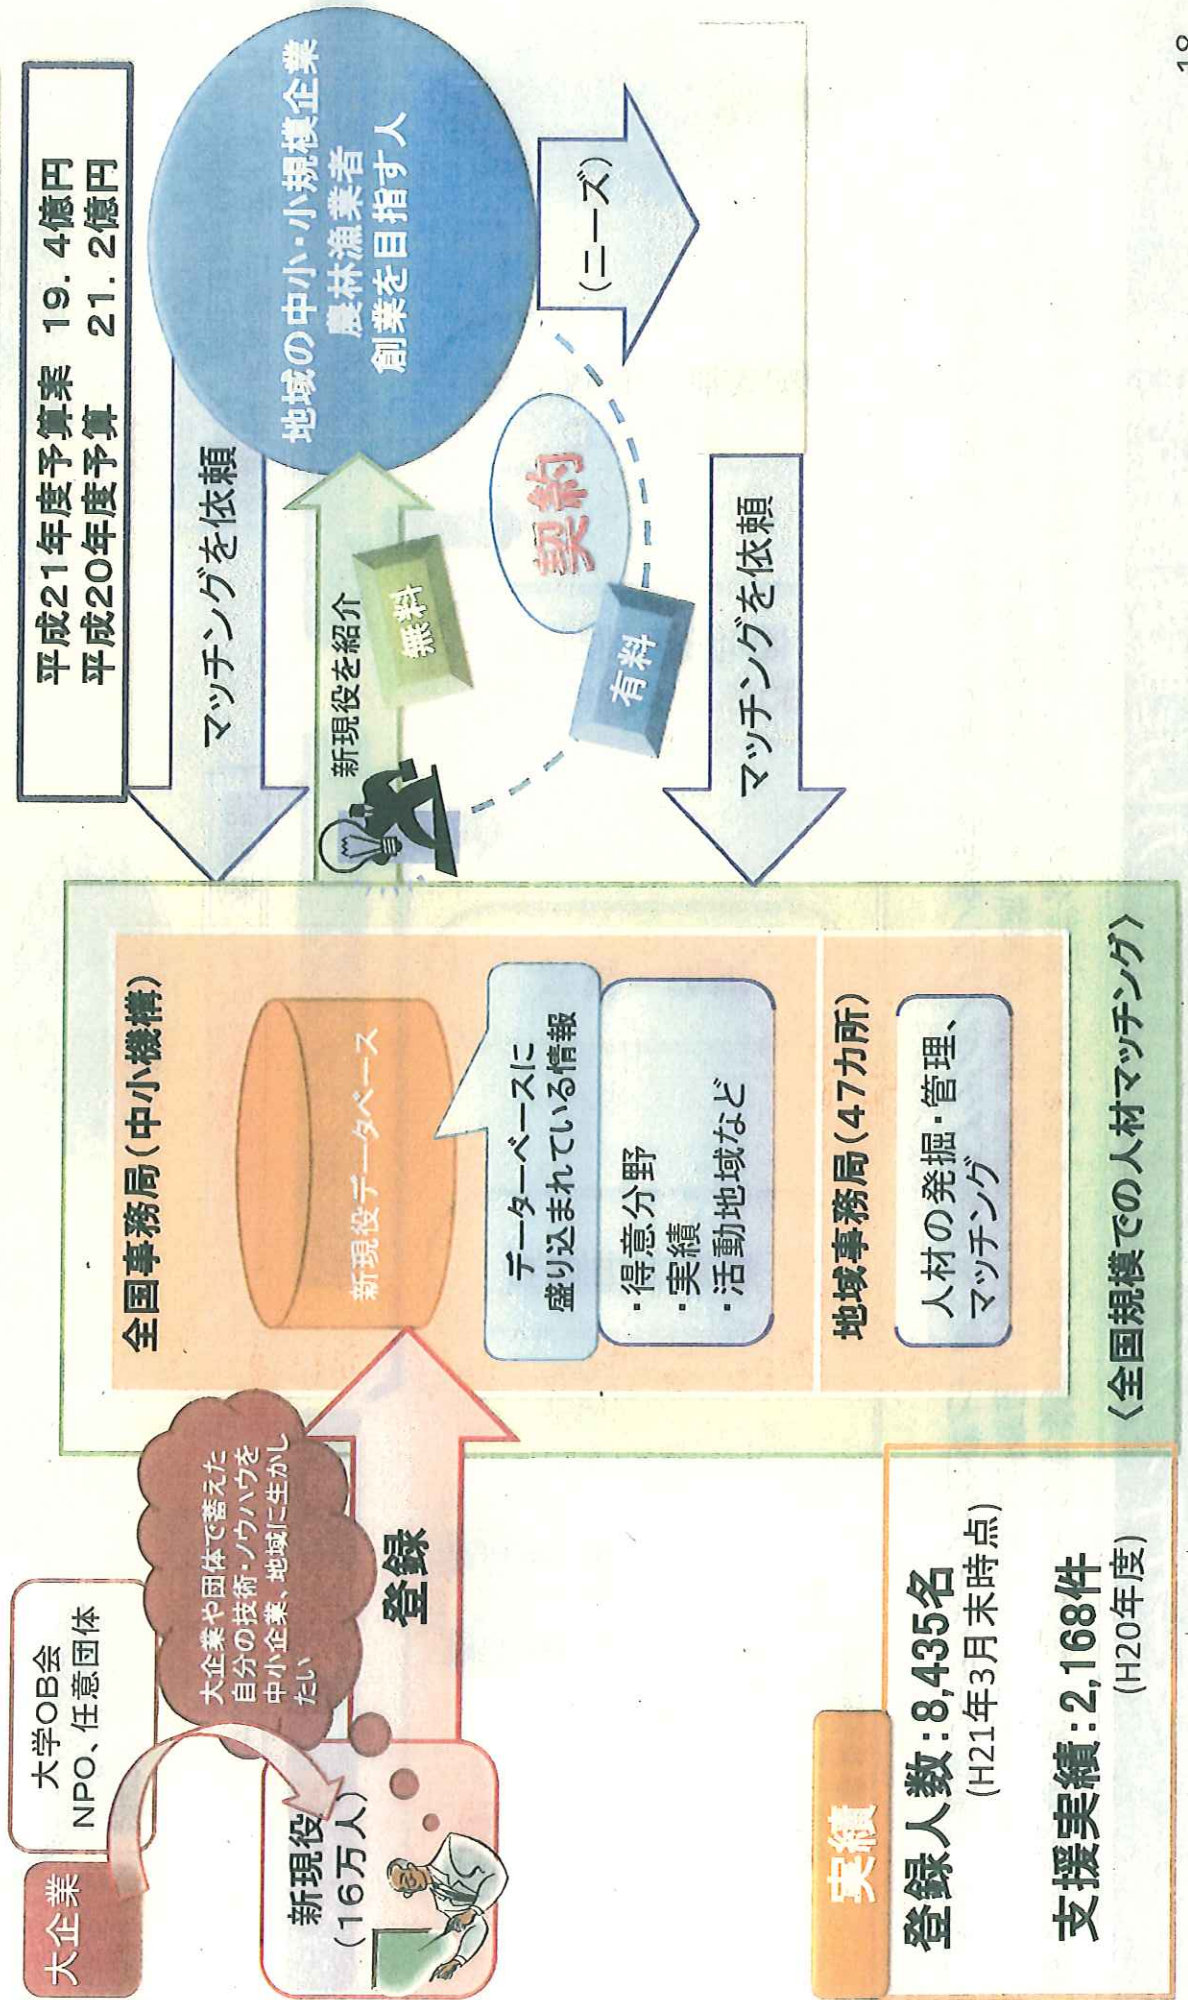 平成21年度予算案 19.4億円
平成20年度予算 21.2億円
大企業
大学OB会
NPO、任意団体
大企業や団体で蓄えた
自分の技術・ノウハウを
中小企業、地域に生かし
たい
新現役
(16万人)
登録
全国事務局(中小機構)
新現役データベース
データーベースに
盛り込まれている情報
・得意分野
・実績
・活動地域など
地域事務局(47カ所)
人材の発掘・管理、
マッチング
〈全国規模での人材マッチング〉
マッチングを依頼
新現役を紹介
無料
契約
有料
マッチングを依頼
地域の中小・小規模企業
農林漁業者
創業を目指す人
(ニーズ)
実績
登録人数:8,435名
(H21年3月末時点)
支援実績:2,168件
(H20年度)